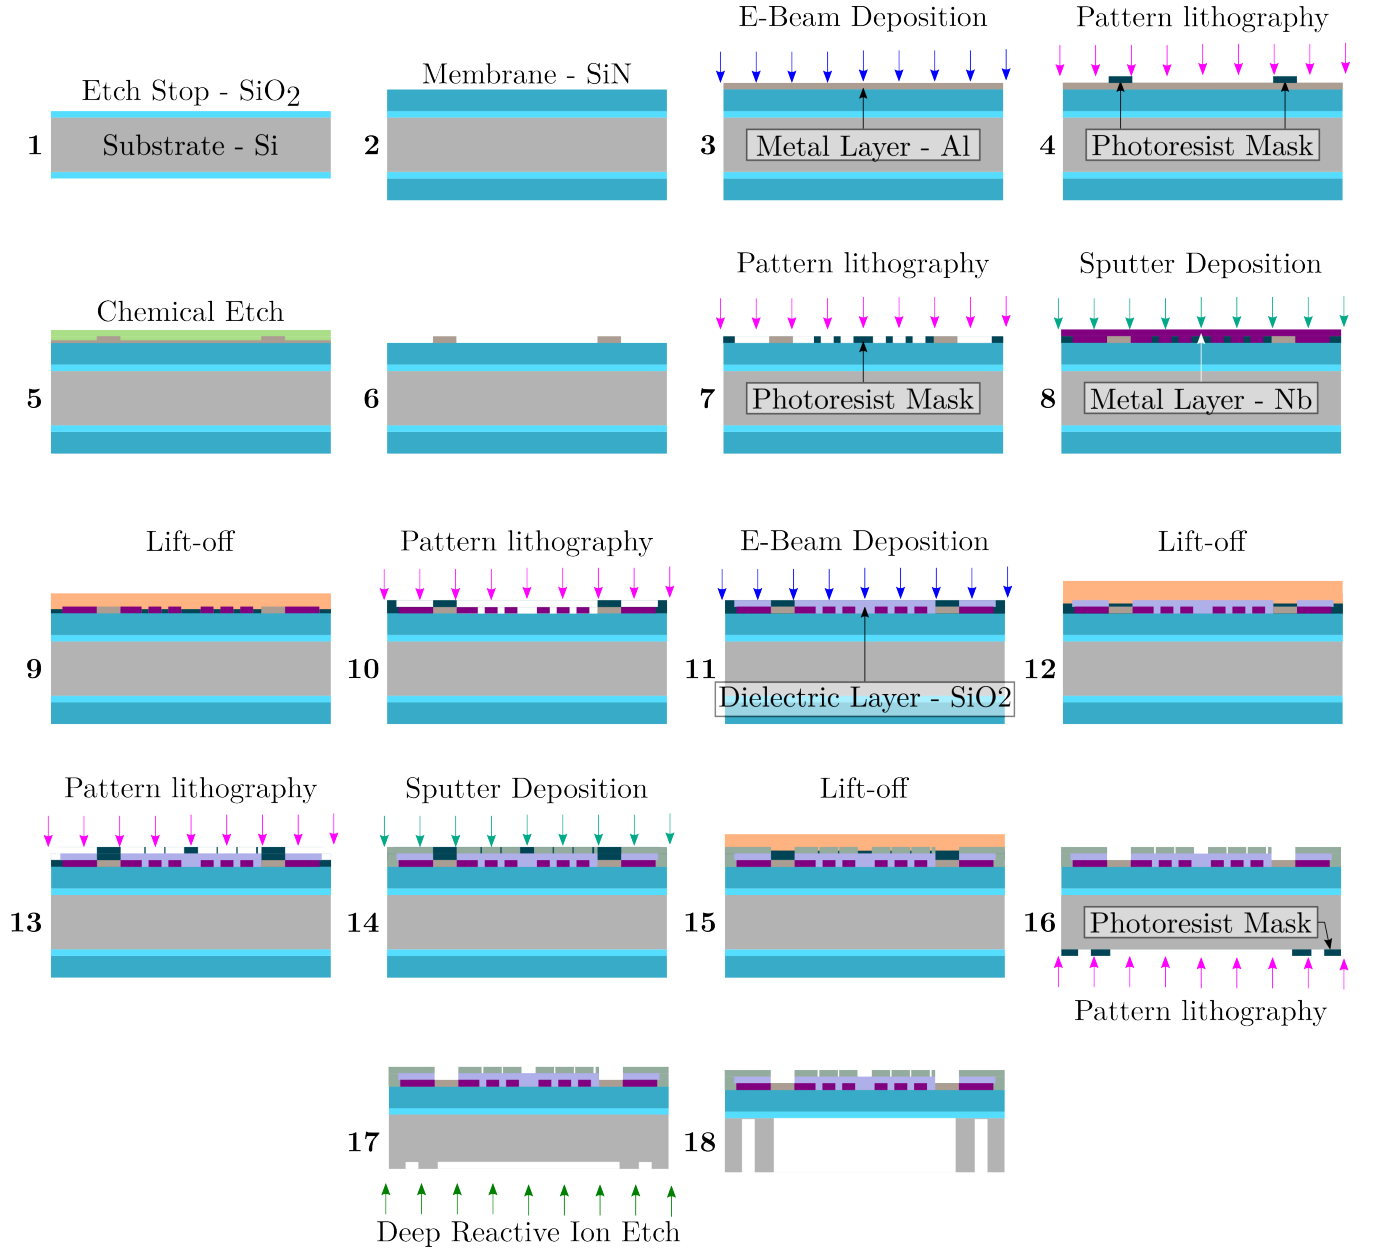 Etch Stop - SiO2
Substrate - Si
1
Membrane - SiN
2
E-Beam Deposition
Metal Layer - Al
3
Pattern lithography
Photoresist Mask
4
Chemical Etch
5
6
Pattern lithography
Photoresist Mask
7
Sputter Deposition
Metal Layer - Nb
8
Lift-off
9
Pattern lithography
10
E-Beam Deposition
11
Dielectric Layer - SiO2
Lift-off
12
Pattern lithography
13
Sputter Deposition
14
Lift-off
15
Photoresist Mask
16
Pattern lithography
17
Deep Reactive Ion Etch
18